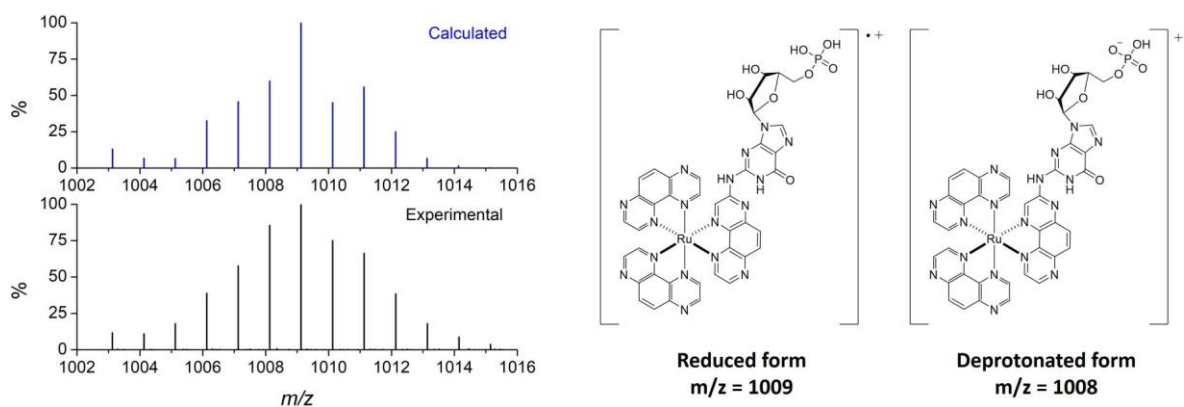 100
75
50
25
0
%
Calculated
1002 1004 1006 1008 1010 1012 1014 1016
100
75
50
25
0
%
Experimental
1002 1004 1006 1008 1010 1012 1014 1016
m/z
• +
OH
HO P O
O
HO
HO O
N N
N N
HN NH O
N N N
N N
N Ru N
N N
N N
N
Reduced form
m/z = 1009
+
O⁻ OH
P O
O
HO
HO O
N N
N N
HN NH O
N N N
N N
N Ru N
N N
N N
N
Deprotonated form
m/z = 1008